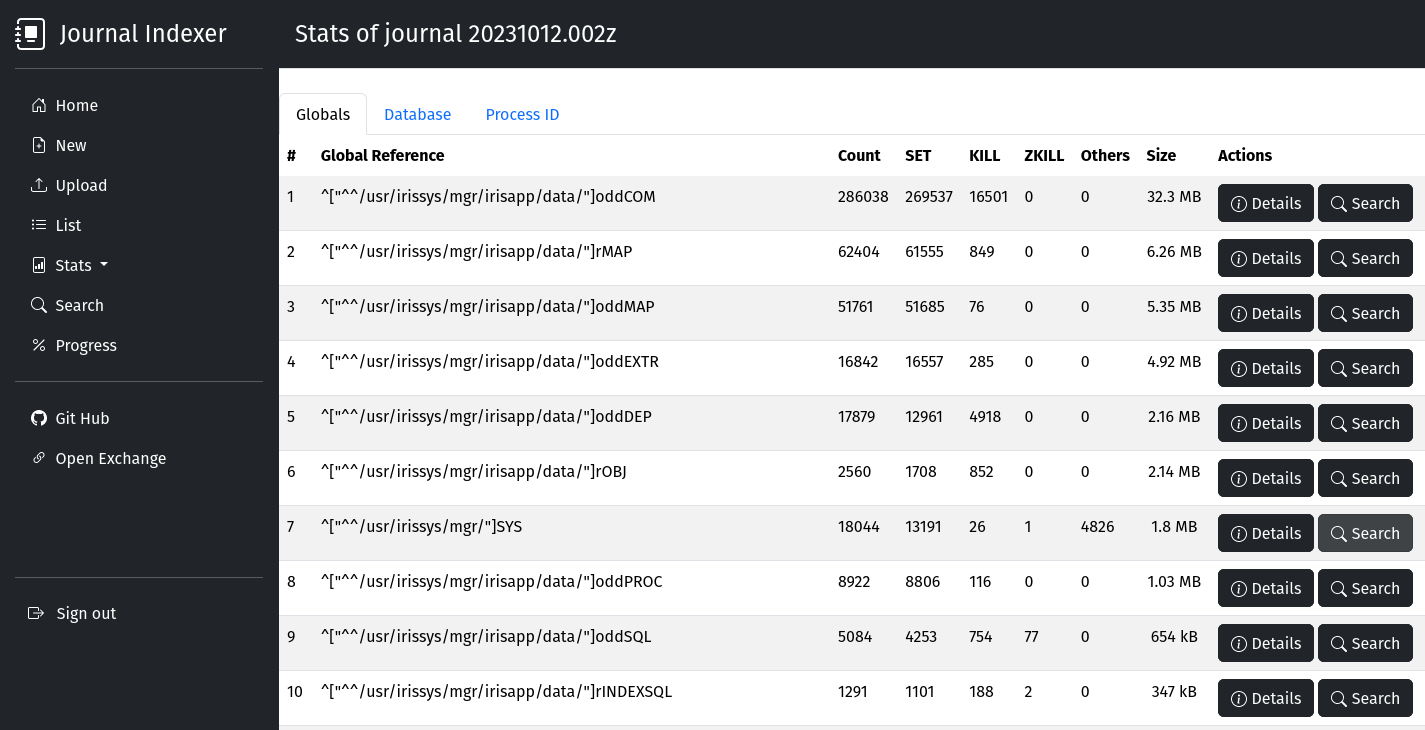 Journal Indexer
Stats of journal 20231012.002z
Home
New
Upload
List
Stats
Search
Progress
Git Hub
Open Exchange
Sign out
Globals Database Process ID
# Global Reference Count SET KILL ZKILL Others Size Actions
1 ^["^^/usr/irissys/mgr/irisapp/data/"]oddCOM 286038 269537 16501 0 0 32.3 MB Details Search
2 ^["^^/usr/irissys/mgr/irisapp/data/"]rMAP 62404 61555 849 0 0 6.26 MB Details Search
3 ^["^^/usr/irissys/mgr/irisapp/data/"]oddMAP 51761 51685 76 0 0 5.35 MB Details Search
4 ^["^^/usr/irissys/mgr/irisapp/data/"]oddEXTR 16842 16557 285 0 0 4.92 MB Details Search
5 ^["^^/usr/irissys/mgr/irisapp/data/"]oddDEP 17879 12961 4918 0 0 2.16 MB Details Search
6 ^["^^/usr/irissys/mgr/irisapp/data/"]rOBJ 2560 1708 852 0 0 2.14 MB Details Search
7 ^["^^/usr/irissys/mgr/"]SYS 18044 13191 26 1 4826 1.8 MB Details Search
8 ^["^^/usr/irissys/mgr/irisapp/data/"]oddPROC 8922 8806 116 0 0 1.03 MB Details Search
9 ^["^^/usr/irissys/mgr/irisapp/data/"]oddSQL 5084 4253 754 77 0 654 kB Details Search
10 ^["^^/usr/irissys/mgr/irisapp/data/"]rINDEXSQL 1291 1101 188 2 0 347 kB Details Search